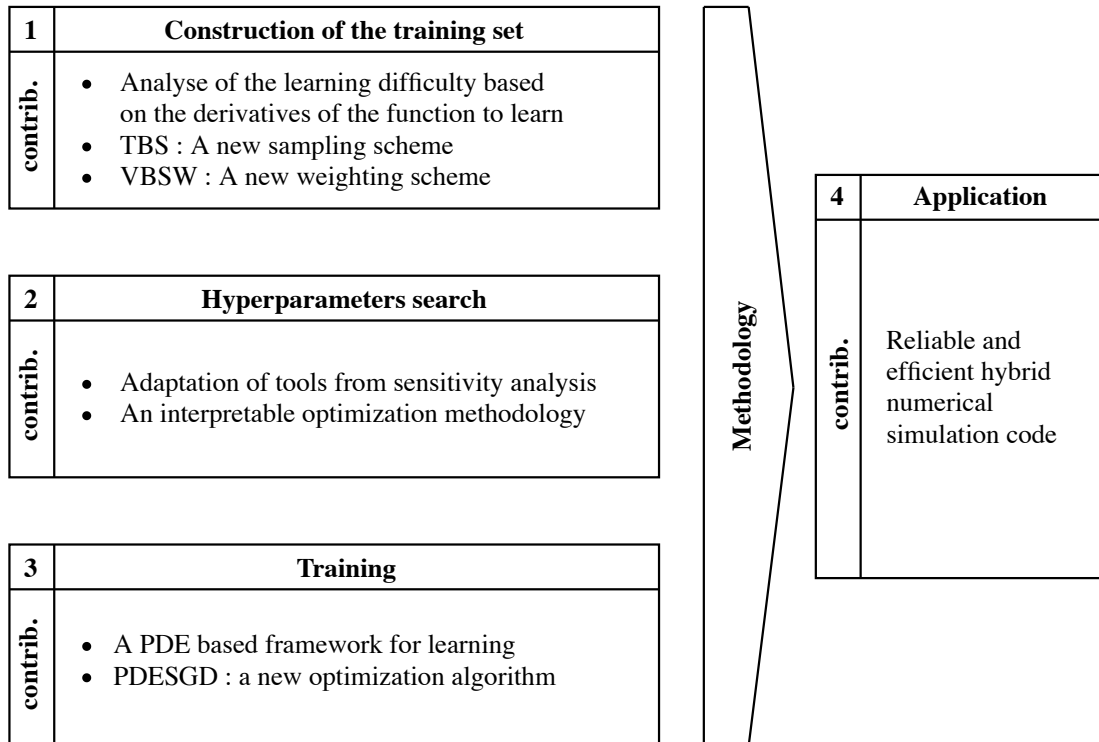 1 Construction of the training set
contrib.
• Analyse of the learning difficulty based
on the derivatives of the function to learn
• TBS : A new sampling scheme
• VBSW : A new weighting scheme
2 Hyperparameters search
contrib.
• Adaptation of tools from sensitivity analysis
• An interpretable optimization methodology
3 Training
contrib.
• A PDE based framework for learning
• PDESGD : a new optimization algorithm
Methodology
4 Application
contrib.
Reliable and
efficient hybrid
numerical
simulation code